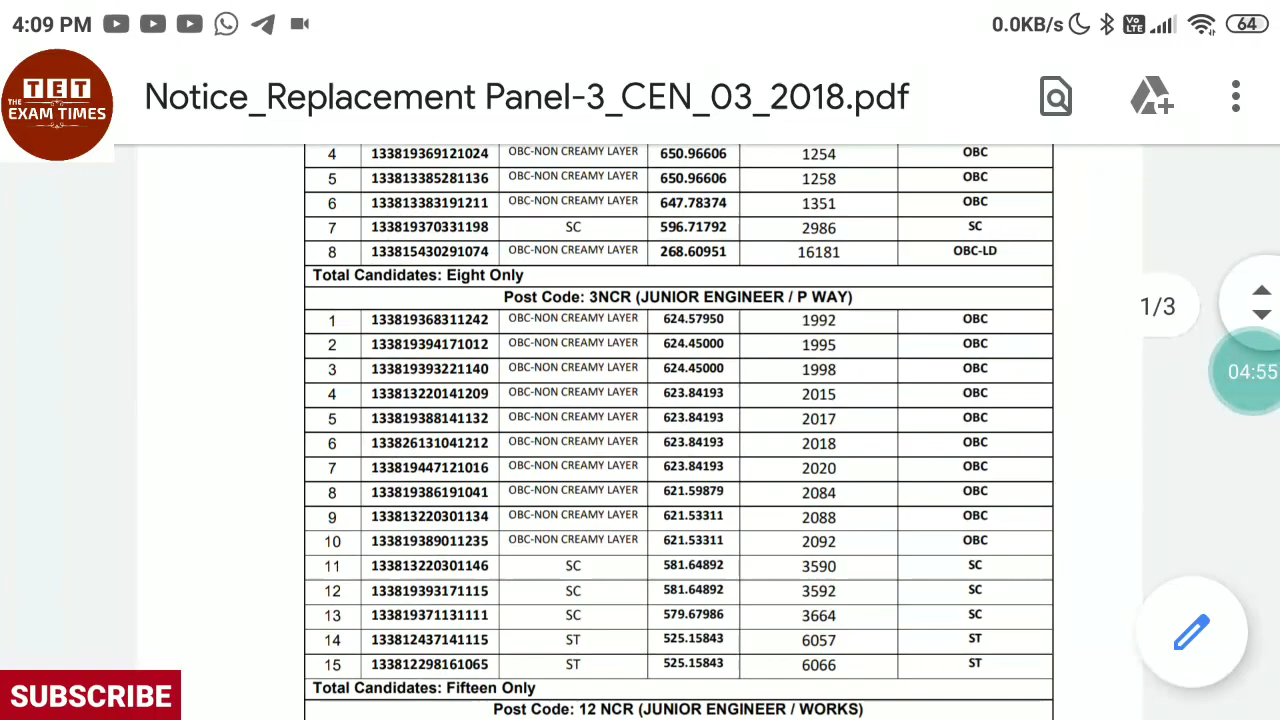 4:09 PM 0.0KB/s Vo LTE 64
TET
THE
EXAM TIMES
Notice_Replacement Panel-3_CEN_03_2018.pdf
4 133819369121024 OBC-NON CREAMY LAYER 650.96606 1254 OBC
5 133813385281136 OBC-NON CREAMY LAYER 650.96606 1258 OBC
6 133813383191211 OBC-NON CREAMY LAYER 647.78374 1351 OBC
7 133819370331198 SC 596.71792 2986 SC
8 133815430291074 OBC-NON CREAMY LAYER 268.60951 16181 OBC-LD
Total Candidates: Eight Only
Post Code: 3NCR (JUNIOR ENGINEER / P WAY)
1/3
1 133819368311242 OBC-NON CREAMY LAYER 624.57950 1992 OBC
2 133819394171012 OBC-NON CREAMY LAYER 624.45000 1995 OBC
3 133819393221140 OBC-NON CREAMY LAYER 624.45000 1998 OBC
04:55
4 133813220141209 OBC-NON CREAMY LAYER 623.84193 2015 OBC
5 133819388141132 OBC-NON CREAMY LAYER 623.84193 2017 OBC
6 133826131041212 OBC-NON CREAMY LAYER 623.84193 2018 OBC
7 133819447121016 OBC-NON CREAMY LAYER 623.84193 2020 OBC
8 133819386191041 OBC-NON CREAMY LAYER 621.59879 2084 OBC
9 133813220301134 OBC-NON CREAMY LAYER 621.53311 2088 OBC
10 133819389011235 OBC-NON CREAMY LAYER 621.53311 2092 OBC
11 133813220301146 SC 581.64892 3590 SC
12 133819393171115 SC 581.64892 3592 SC
13 133819371131111 SC 579.67986 3664 SC
14 133812437141115 ST 525.15843 6057 ST
15 133812298161065 ST 525.15843 6066 ST
Total Candidates: Fifteen Only
SUBSCRIBE
Post Code: 12 NCR (JUNIOR ENGINEER / WORKS)